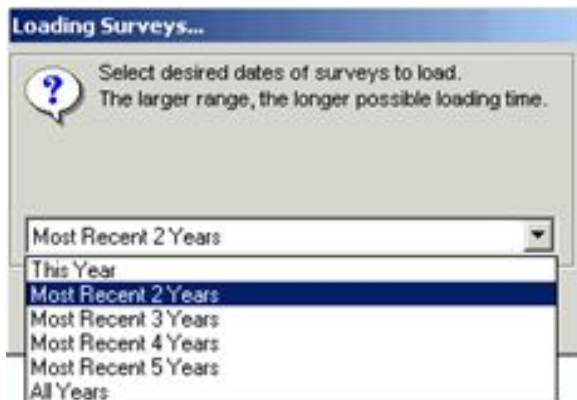 Loading Surveys...
Select desired dates of surveys to load.
The larger range, the longer possible loading time.
Most Recent 2 Years
This Year
Most Recent 2 Years
Most Recent 3 Years
Most Recent 4 Years
Most Recent 5 Years
All Years